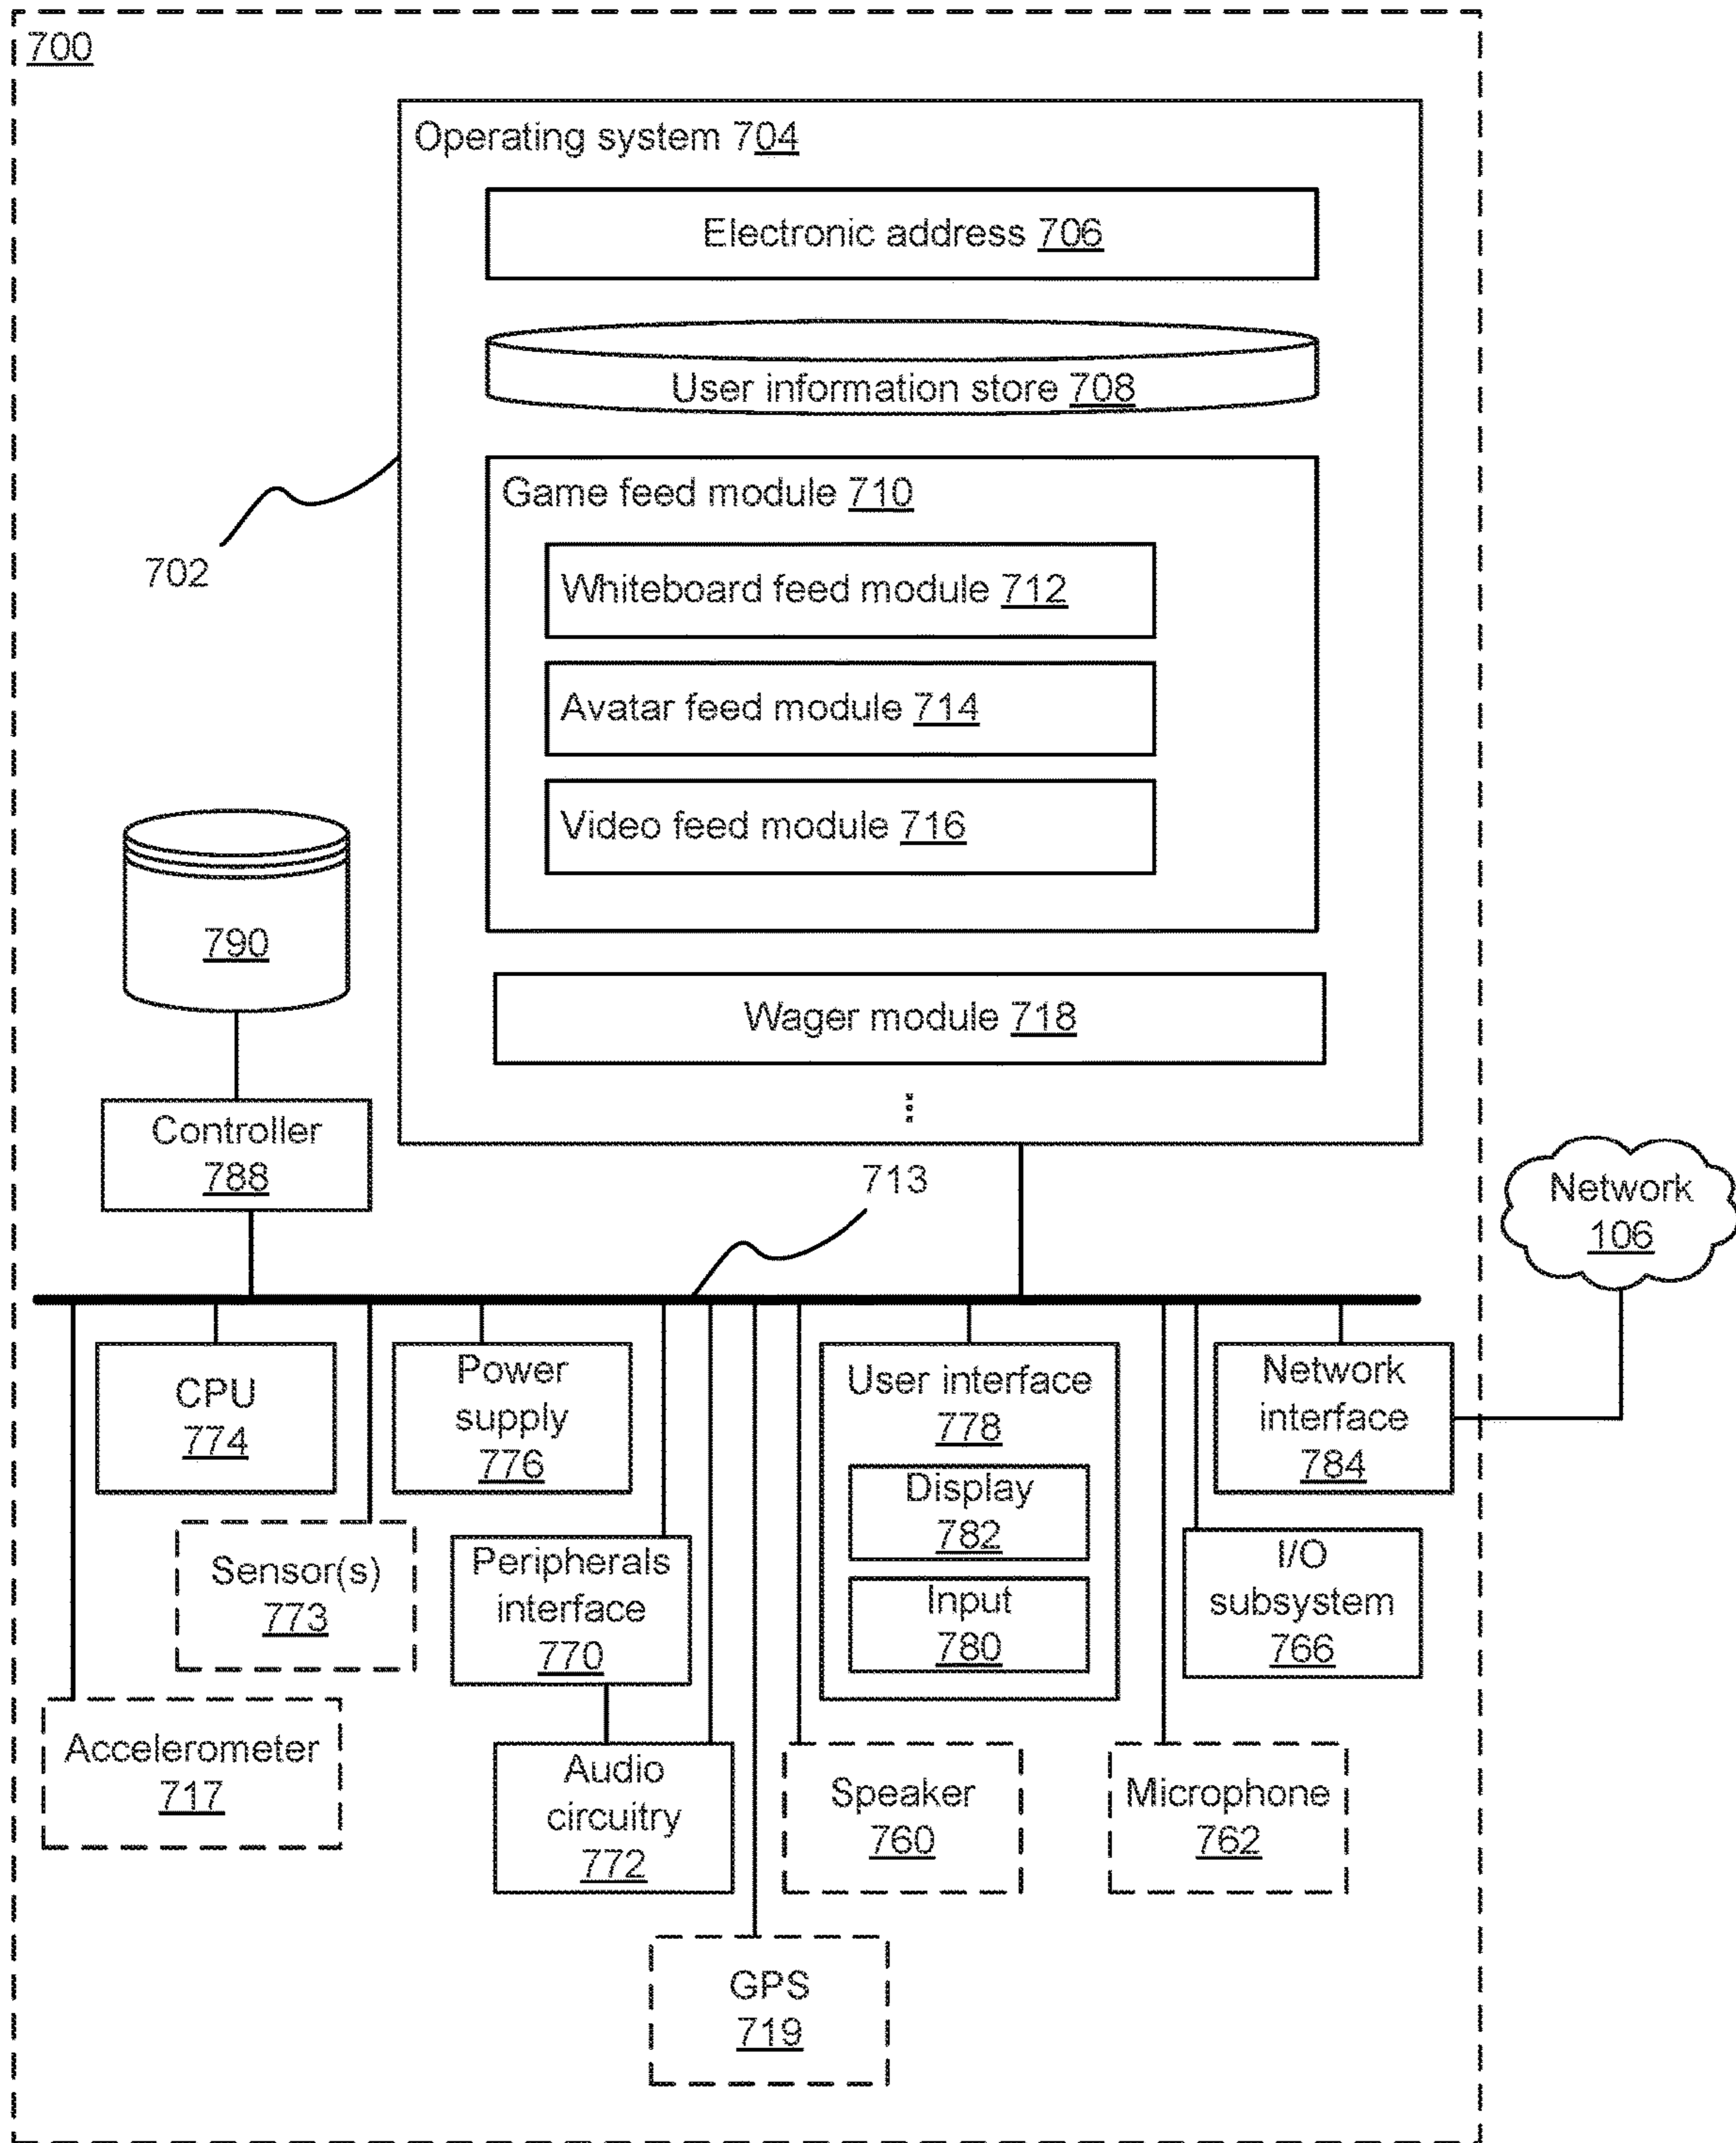 700
Operating system 704
Electronic address 706
User information store 708
Game feed module 710
Whiteboard feed module 712
702
Avatar feed module 714
Video feed module 716
790
Wager module 718
...
Controller
788
713
Network
106
CPU
774
Power
supply
776
User interface
778
Display
782
Input
780
Network
interface
784
Sensor(s)
773
Peripherals
interface
770
I/O
subsystem
766
Accelerometer
717
Audio
circuitry
772
Speaker
760
Microphone
762
GPS
719